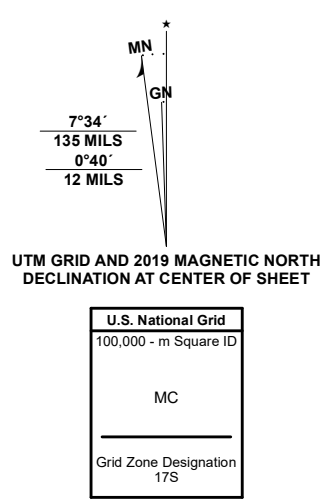 MN
GN
7°34´
135 MILS
0°40´
12 MILS
UTM GRID AND 2019 MAGNETIC NORTH
DECLINATION AT CENTER OF SHEET
U.S. National Grid
100,000 - m Square ID
MC
Grid Zone Designation
17S